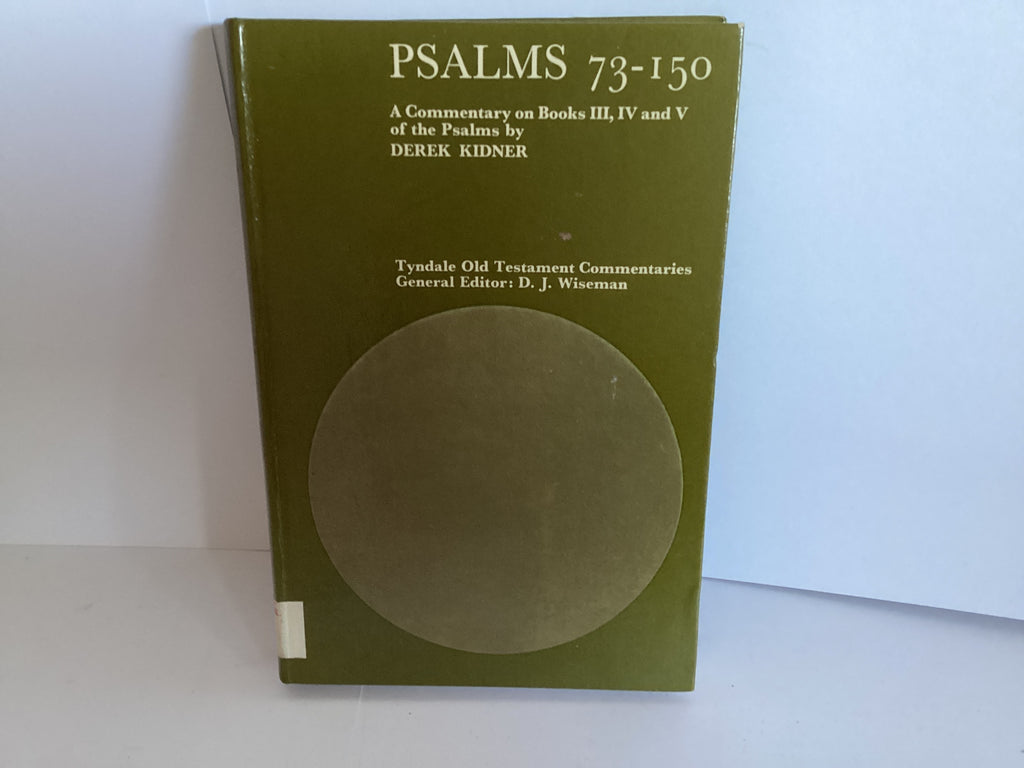 PSALMS 73-150
A Commentary on Books III, IV and V
of the Psalms by
DEREK KIDNER
Tyndale Old Testament Commentaries
General Editor: D. J. Wiseman